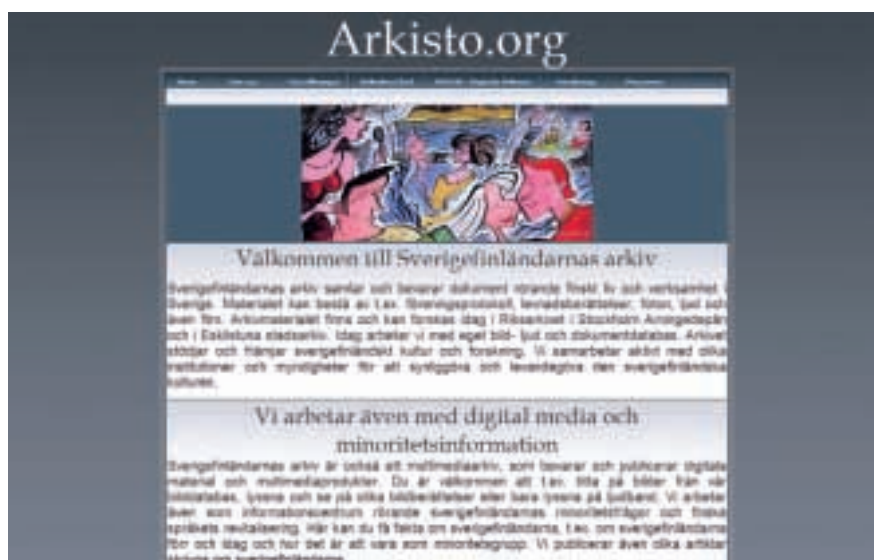 Arkisto.org
Välkommen till Sverigefinländarnas arkiv
Sverigefinländarnas arkiv samlar och bevarar dokument rörande finskt liv och verksamhet i
Sverige. Materialet kan bestå av t.ex. föreningsprotokoll, levnadsberättelser, foton, ljud och
även film. Arkivmaterialet finns och kan forskas idag i Riksarkivet i Stockholm Arningedepån
och i Eskilstuna stadsarkiv. Idag arbetar vi med eget bild- ljud och dokumentdatabas. Arkivet
stödjer och främjar sverigefinländskt kultur och forskning. Vi samarbetar aktivt med olika
institutioner och myndigheter för att synliggöra och levandegöra den sverigefinländska
kulturen.
Vi arbetar även med digital media och
minoritetsinformation
Sverigefinländarnas arkiv är också ett multimediaarkiv, som bevarar och publicerar digitala
material och multimediaprodukter. Du är välkommen att t.ex. titta på bilder från vår
bilddatabas, lyssna och se på olika bildberättelser eller bara lyssna på ljudband. Vi arbetar
även som informationscentrum rörande sverigefinländarnas minoritetsfrågor och finska
språkets revitalisering. Här kan du få fakta om sverigefinländarna, t.ex. om sverigefinländarna
förr och idag och hur det är att vara som minoritetsgrupp. Vi publicerar även olika artiklar